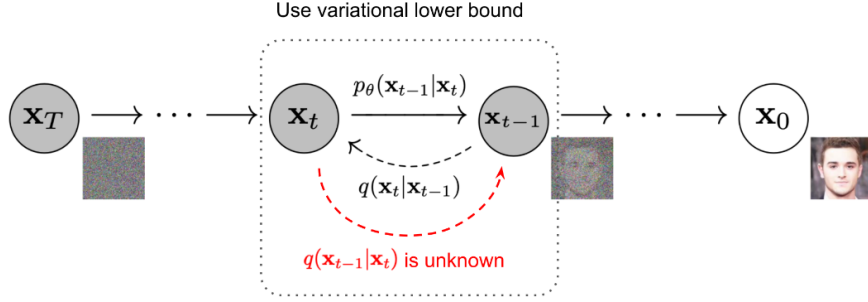 Use variational lower bound
𝐱_T → ⋯ → 𝐱_t p_θ(𝐱_{t−1}|𝐱_t) 𝐱_{t−1} → ⋯ → 𝐱_0
q(𝐱_t|𝐱_{t−1})
q(𝐱_{t−1}|𝐱_t) is unknown